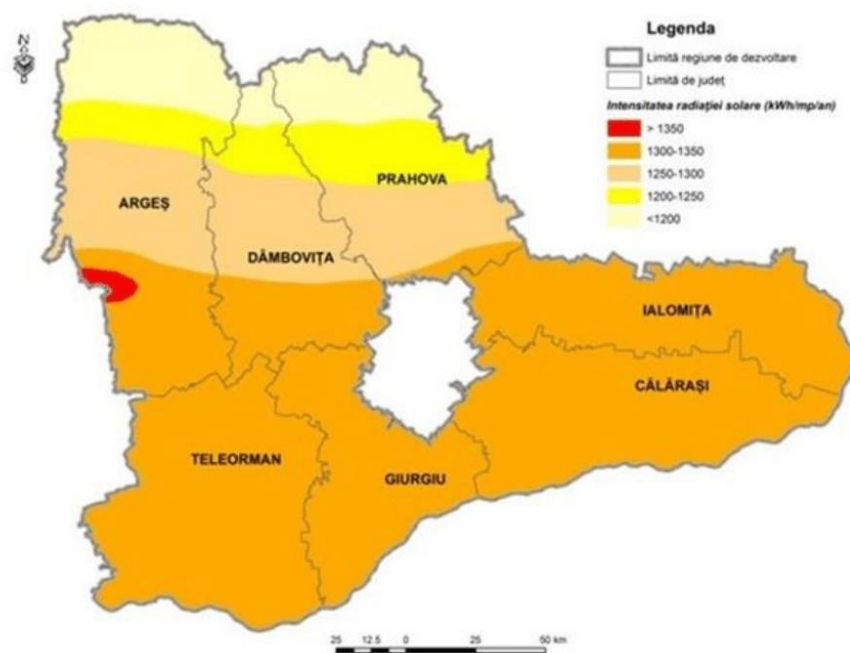 Legenda
N
Limită regiune de dezvoltare
Limită de județ
Intensitatea radiației solare (kWh/mp/an)
> 1350
1300-1350
1250-1300
1200-1250
<1200
PRAHOVA
ARGEȘ
DÂMBOVIȚA
IALOMIȚA
CĂLĂRAȘI
TELEORMAN
GIURGIU
25 12.5 0 25 50 km